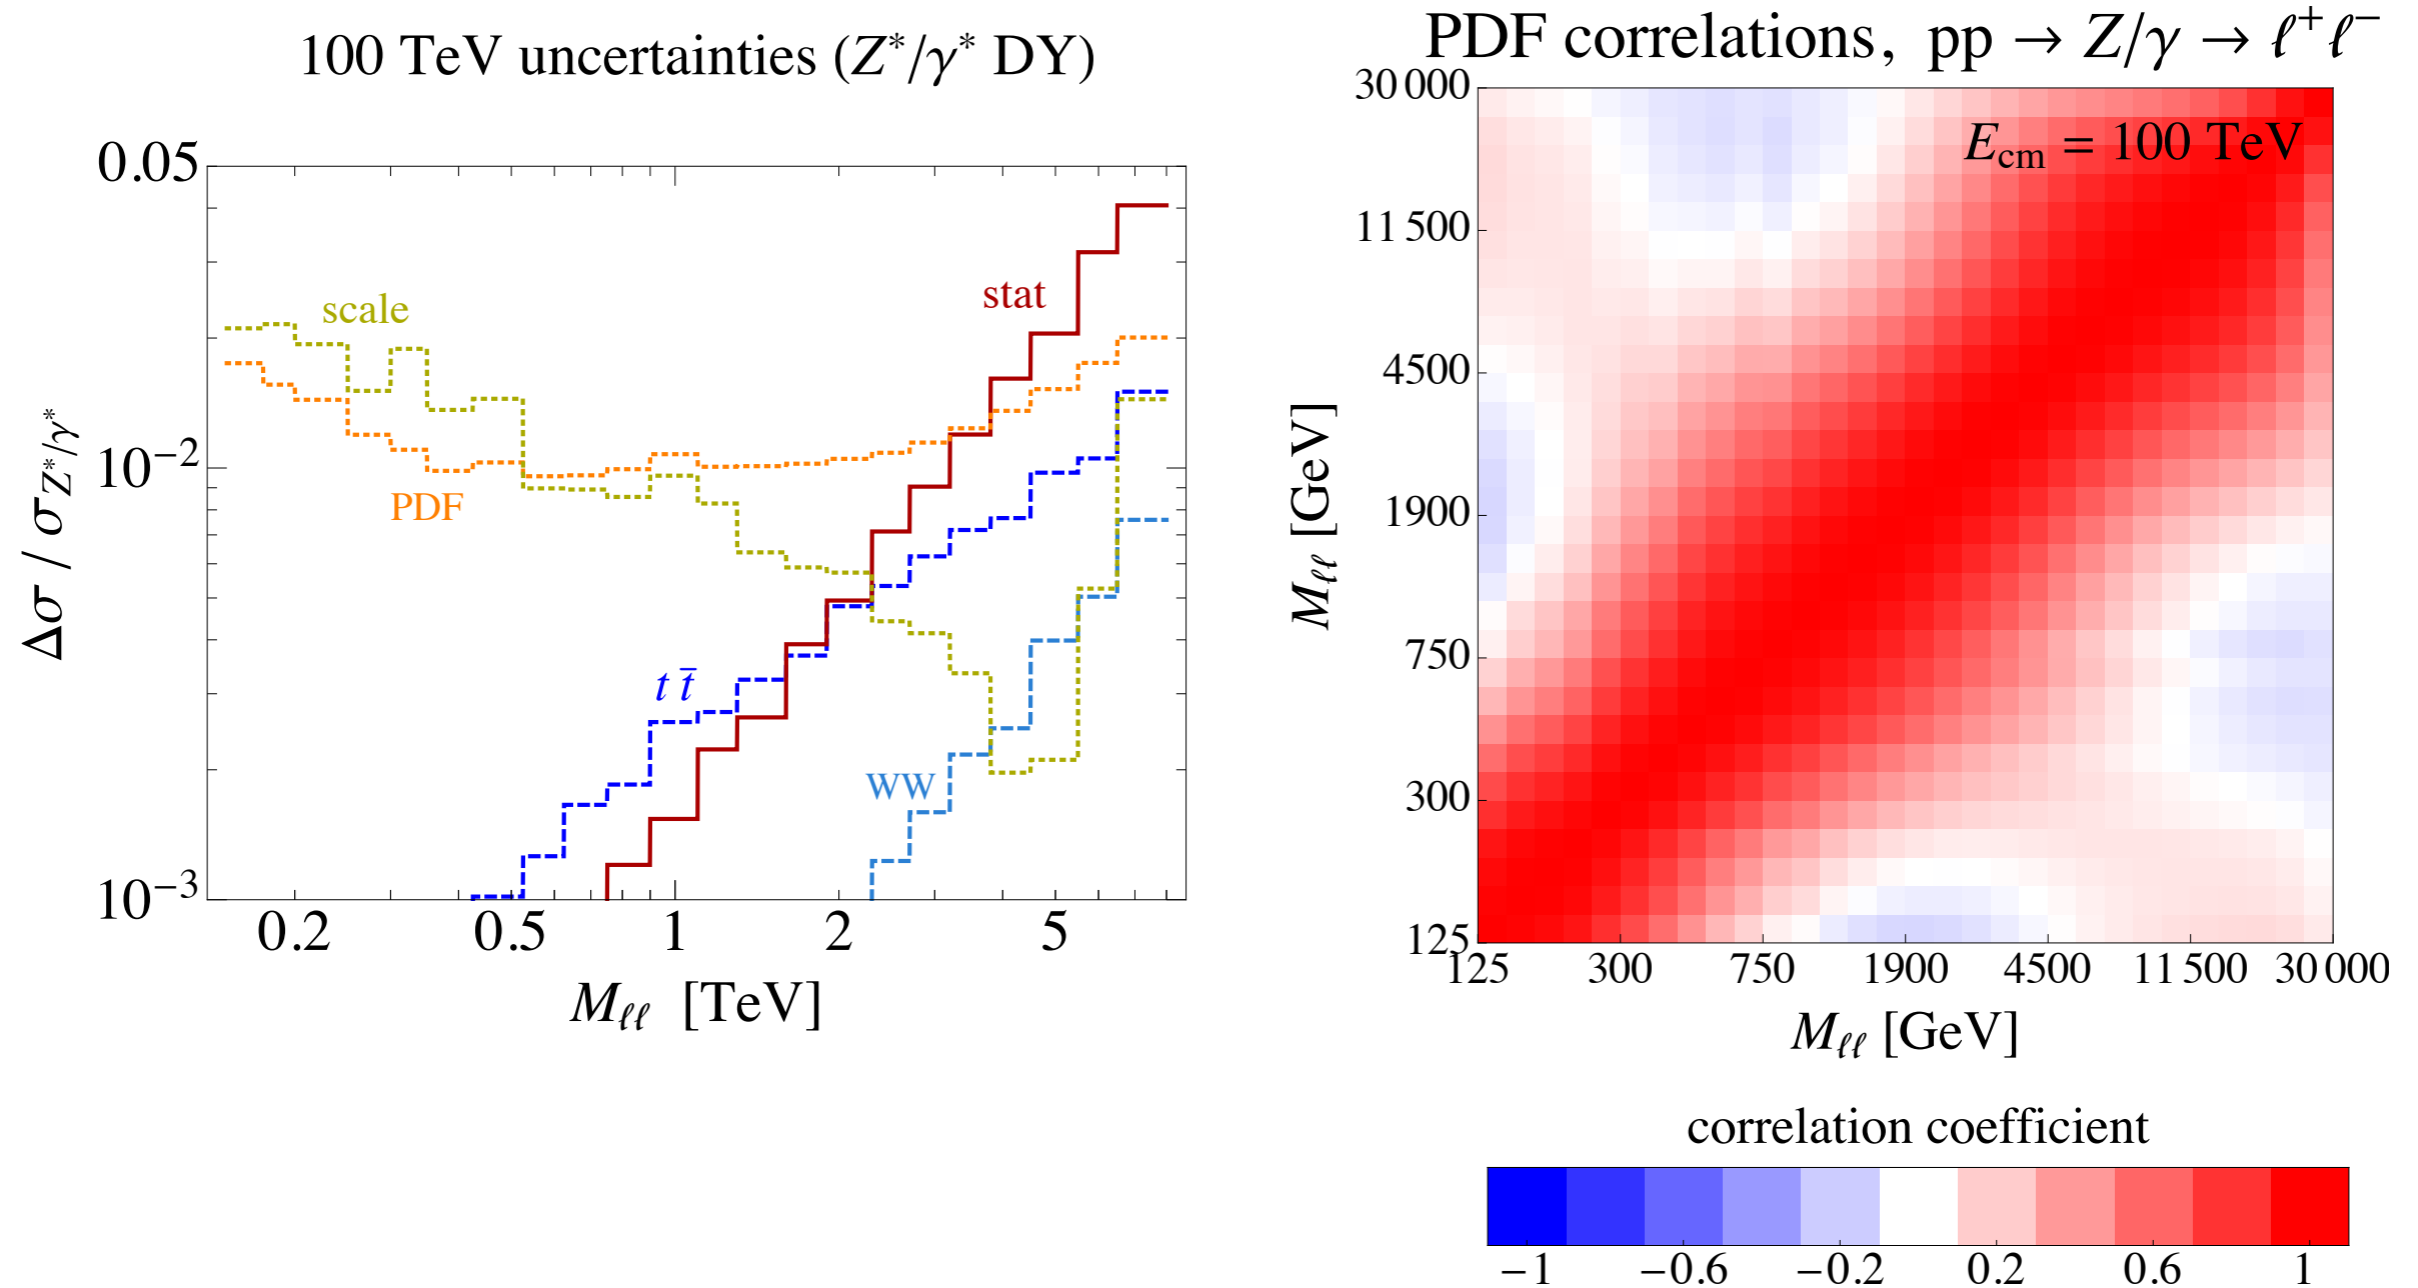 100 TeV uncertainties (Z*/γ* DY)
0.05
10⁻²
10⁻³
Δσ / σ_Z*/γ*
scale
PDF
stat
t t̄
WW
0.2 0.5 1 2 5
M_ℓℓ [TeV]
PDF correlations, pp → Z/γ → ℓ⁺ℓ⁻
E_cm = 100 TeV
30 000
11 500
4500
1900
750
300
125
M_ℓℓ [GeV]
125 300 750 1900 4500 11 500 30 000
M_ℓℓ [GeV]
correlation coefficient
−1 −0.6 −0.2 0.2 0.6 1